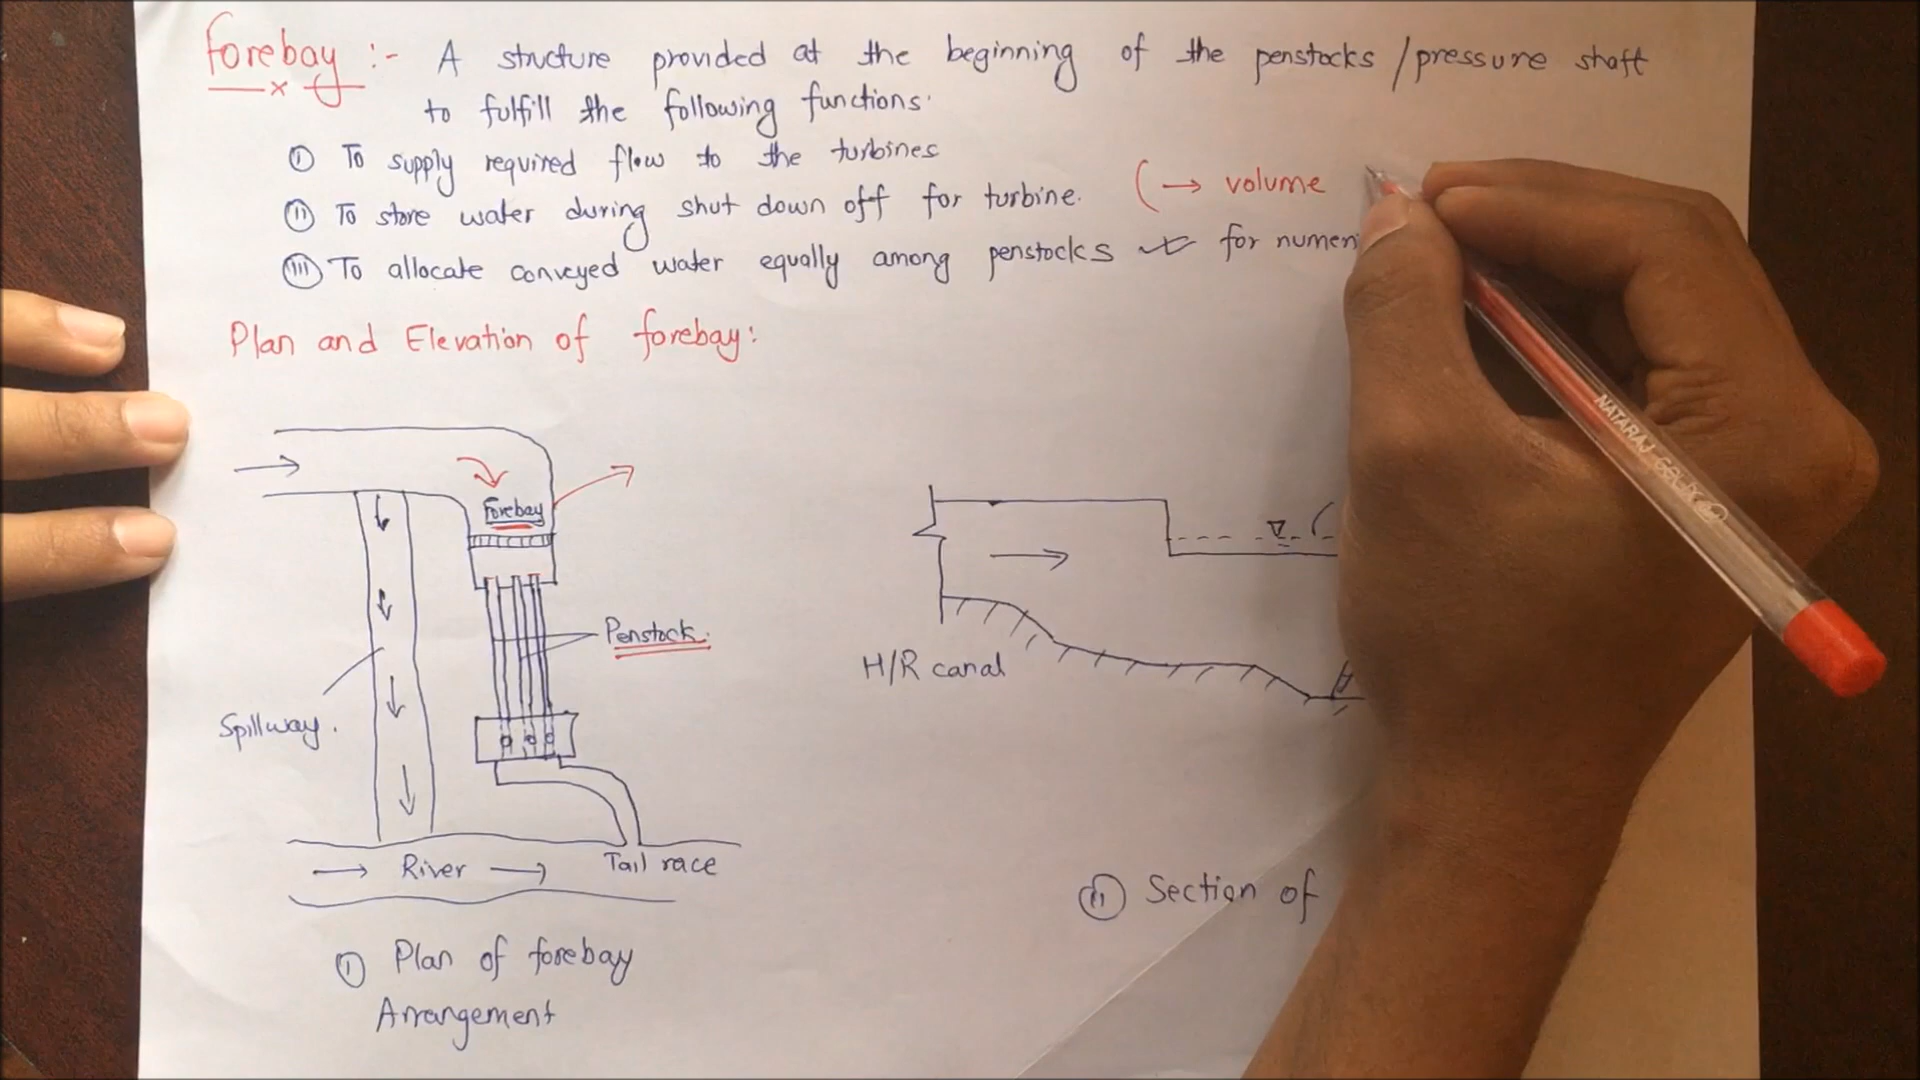 Forebay :- A structure provided at the beginning of the penstocks / pressure shaft
to fulfill the following functions.
(i) To supply required flow to the turbines
(ii) To store water during shut down off for turbine. ( → volume
(iii) To allocate conveyed water equally among penstocks for numeri
Plan and Elevation of forebay:
Forebay
Penstock.
Spillway.
→ River → Tail race
(i) Plan of forebay
Arrangement
H/R canal
(ii) Section of
NATARAJ